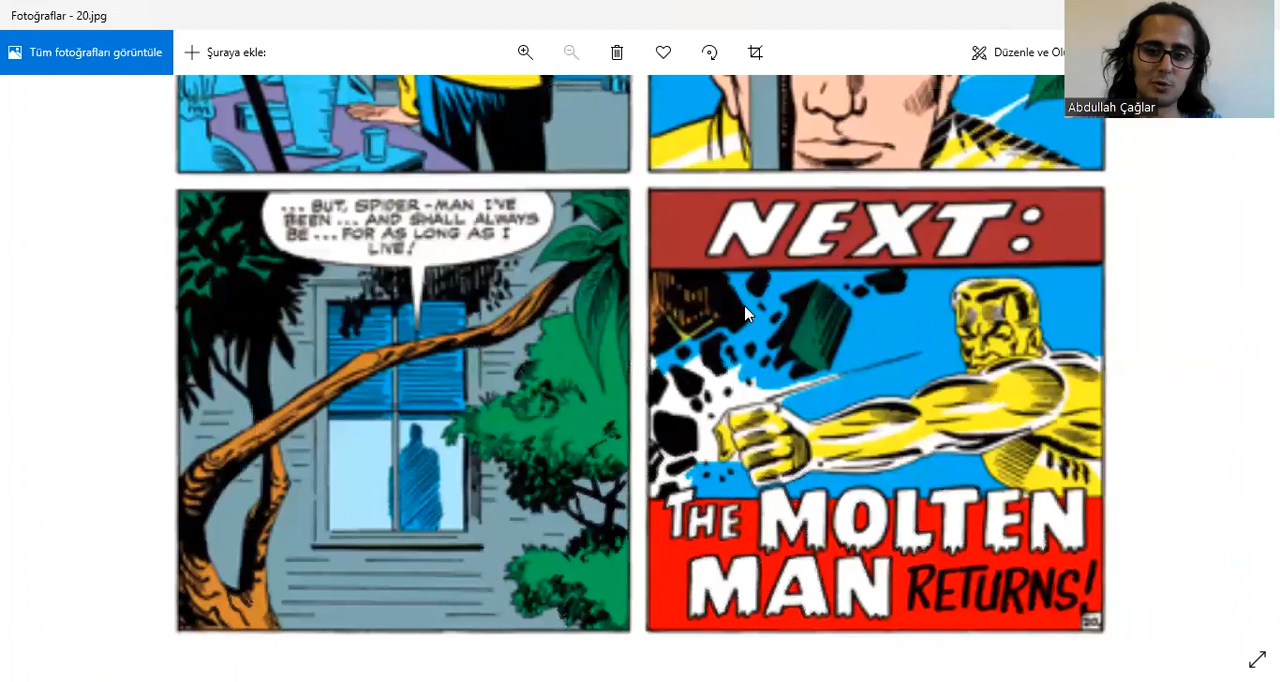 Fotoğraflar - 20.jpg
Tüm fotoğrafları görüntüle
Şuraya ekle:
Düzenle ve Olu
Abdullah Çağlar
... BUT, SPIDER-MAN I'VE
BEEN ... AND SHALL ALWAYS
BE ... FOR AS LONG AS I
LIVE!
NEXT:
THE MOLTEN
MAN RETURNS!
20.